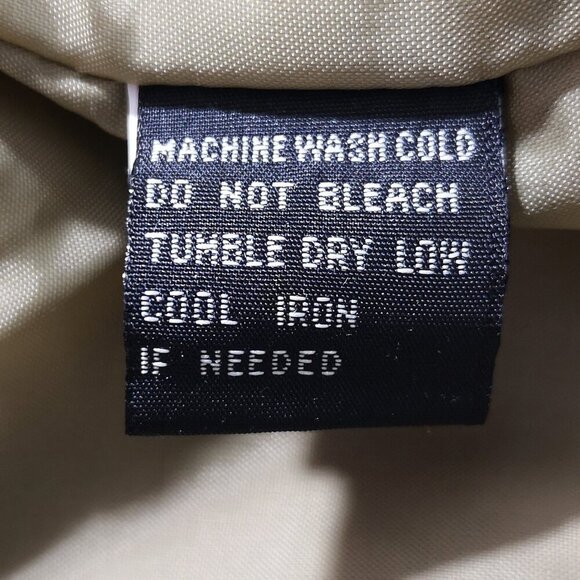 MACHINE WASH COLD
DO NOT BLEACH
TUMBLE DRY LOW
COOL IRON
IF NEEDED